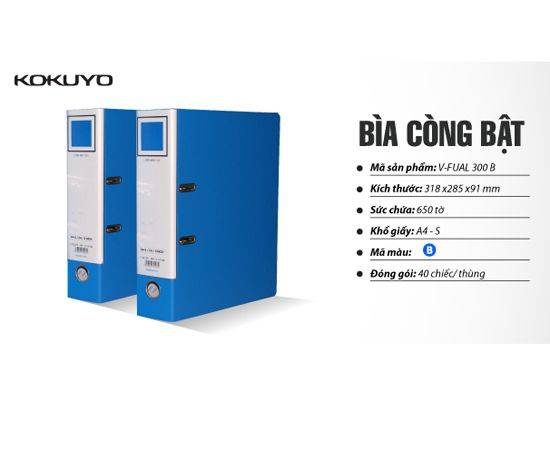 KOKUYO
BÌA CÒNG BẬT
Mã sản phẩm: V-FUAL 300 B
Kích thước: 318 x285 x91 mm
Sức chứa: 650 tờ
Khổ giấy: A4 - S
Mã màu: B
Đóng gói: 40 chiếc/ thùng